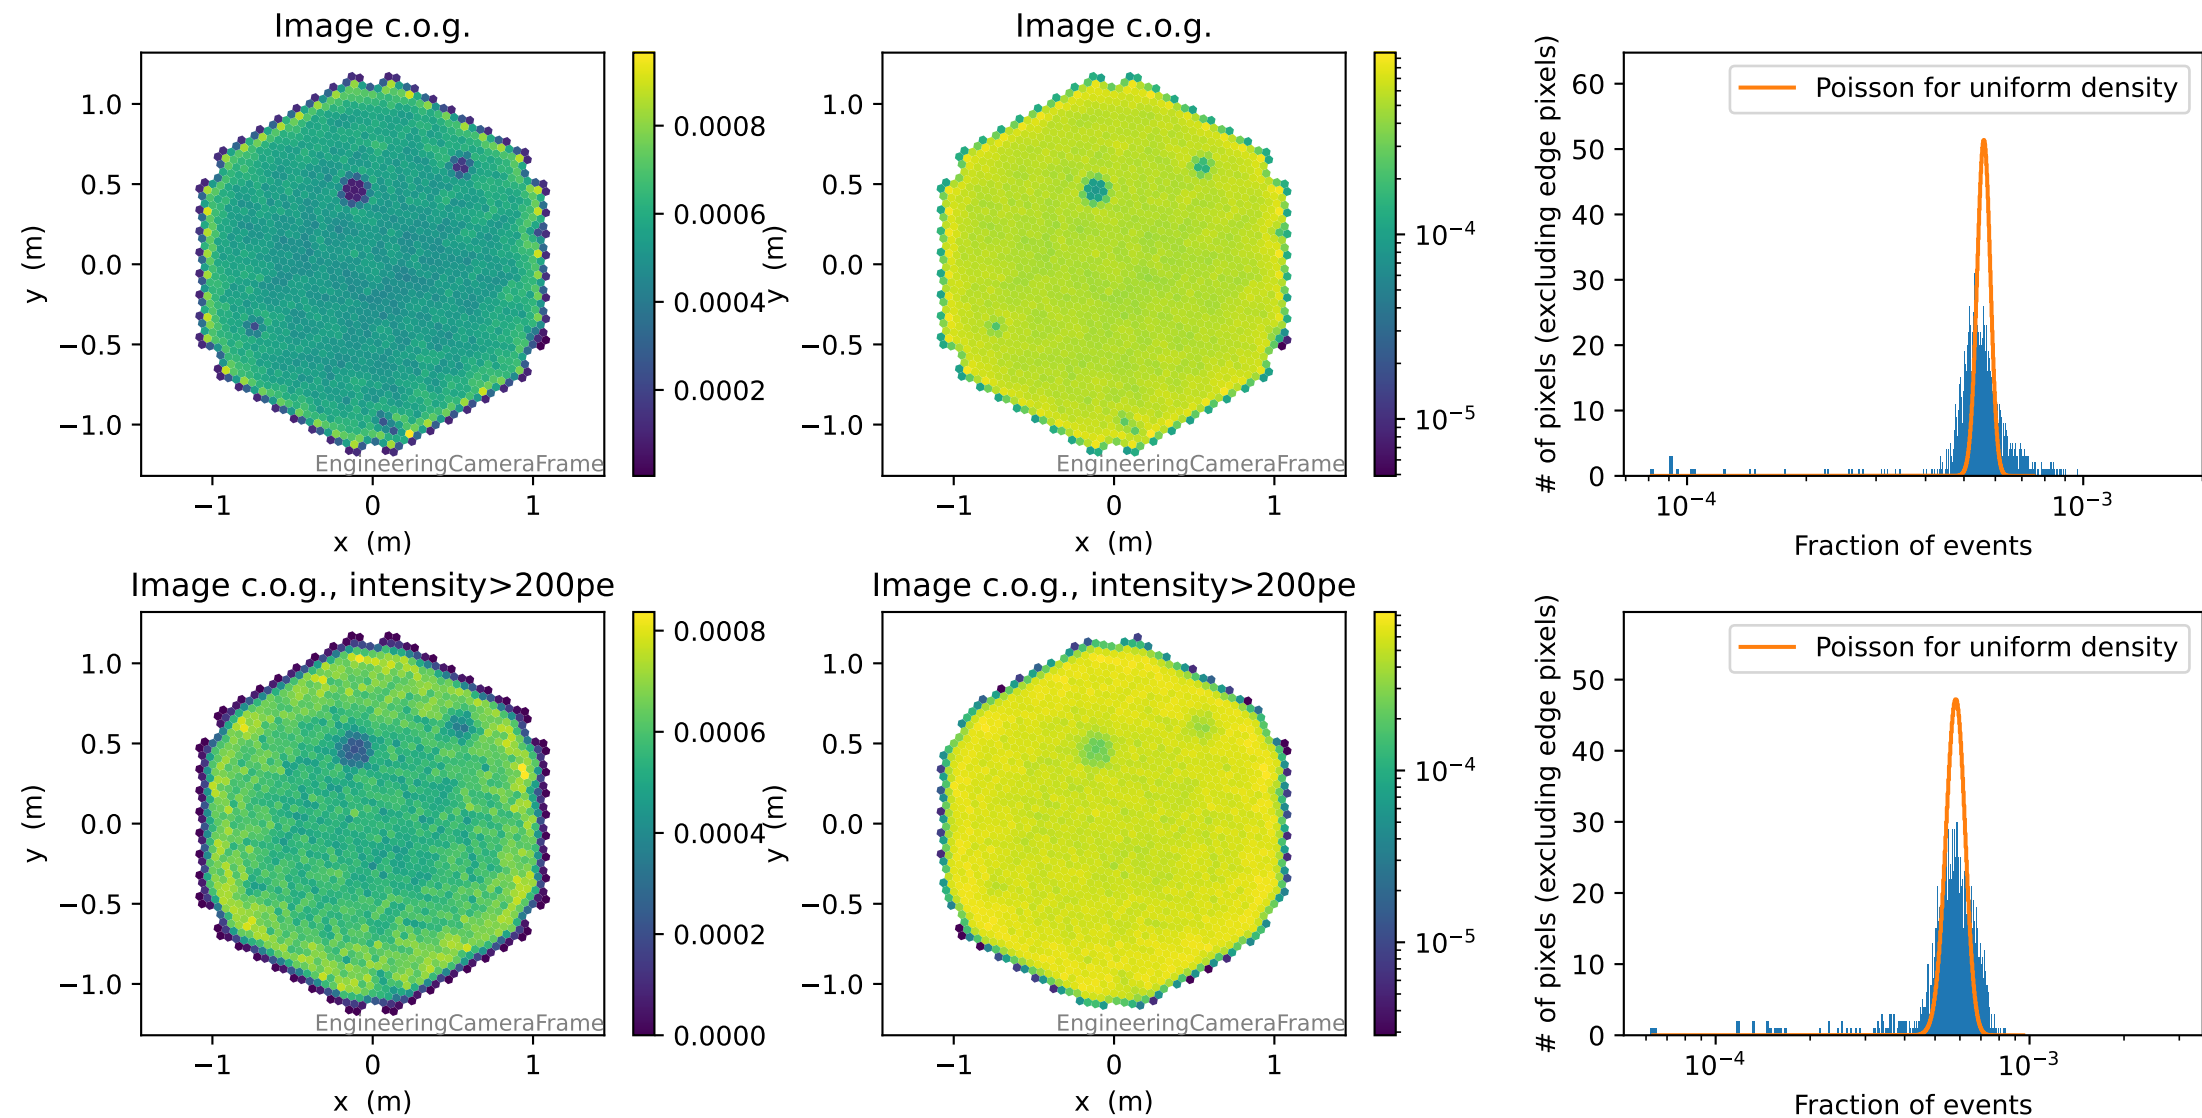 Image c.o.g.
1.0
0.5
0.0
−0.5
−1.0
y (m)
−1
0
1
x (m)
EngineeringCameraFrame
0.0008
0.0006
0.0004
0.0002
Image c.o.g.
1.0
0.5
0.0
−0.5
−1.0
y (m)
−1
0
1
x (m)
EngineeringCameraFrame
10⁻⁴
10⁻⁵
# of pixels (excluding edge pixels)
60
50
40
30
20
10
0
Poisson for uniform density
10⁻⁴
10⁻³
Fraction of events
Image c.o.g., intensity>200pe
1.0
0.5
0.0
−0.5
−1.0
y (m)
−1
0
1
x (m)
EngineeringCameraFrame
0.0008
0.0006
0.0004
0.0002
0.0000
Image c.o.g., intensity>200pe
1.0
0.5
0.0
−0.5
−1.0
y (m)
−1
0
1
x (m)
EngineeringCameraFrame
10⁻⁴
10⁻⁵
# of pixels (excluding edge pixels)
50
40
30
20
10
0
Poisson for uniform density
10⁻⁴
10⁻³
Fraction of events